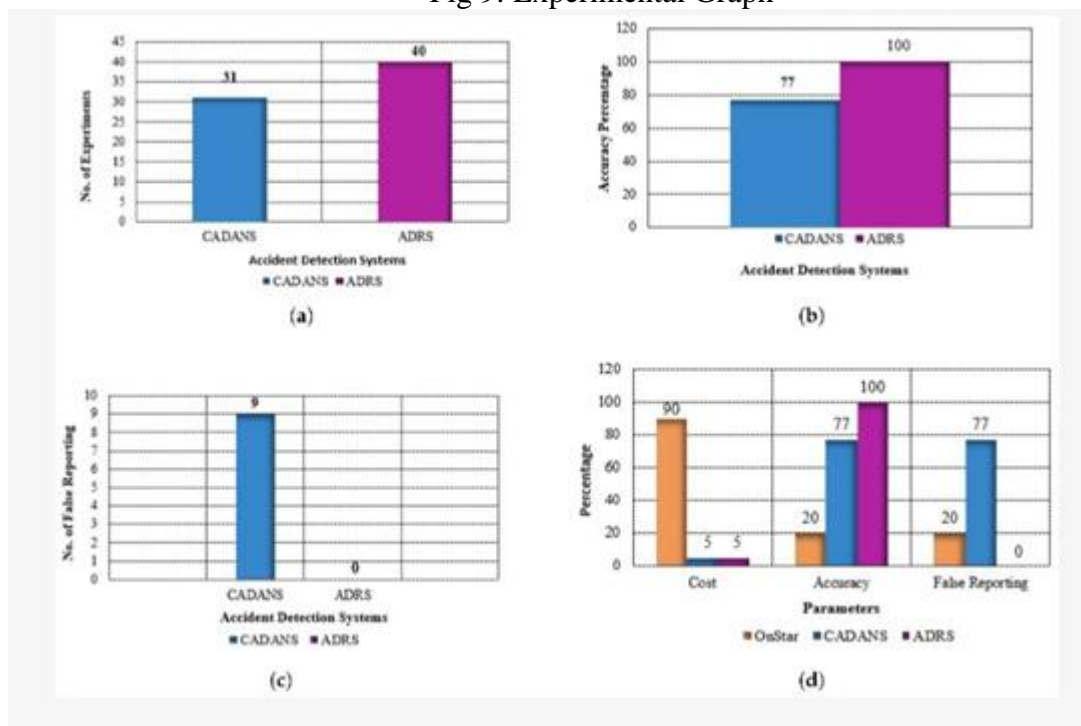 Fig 9. Experimental Graph
45
40
35
30
25
20
15
10
5
0
No. of Experiments
31
40
CADANS
ADRS
Accident Detection Systems
CADANS ADRS
(a)
120
100
80
60
40
20
0
Accuracy Percentage
77
100
CADANS ADRS
Accident Detection Systems
(b)
10
9
8
7
6
5
4
3
2
1
0
No. of False Reporting
9
0
CADANS ADRS
Accident Detection Systems
CADANS ADRS
(c)
120
100
80
60
40
20
0
Percentage
90
5 5
20
77
100
20
77
0
Cost Accuracy False Reporting
Parameters
OnStar CADANS ADRS
(d)